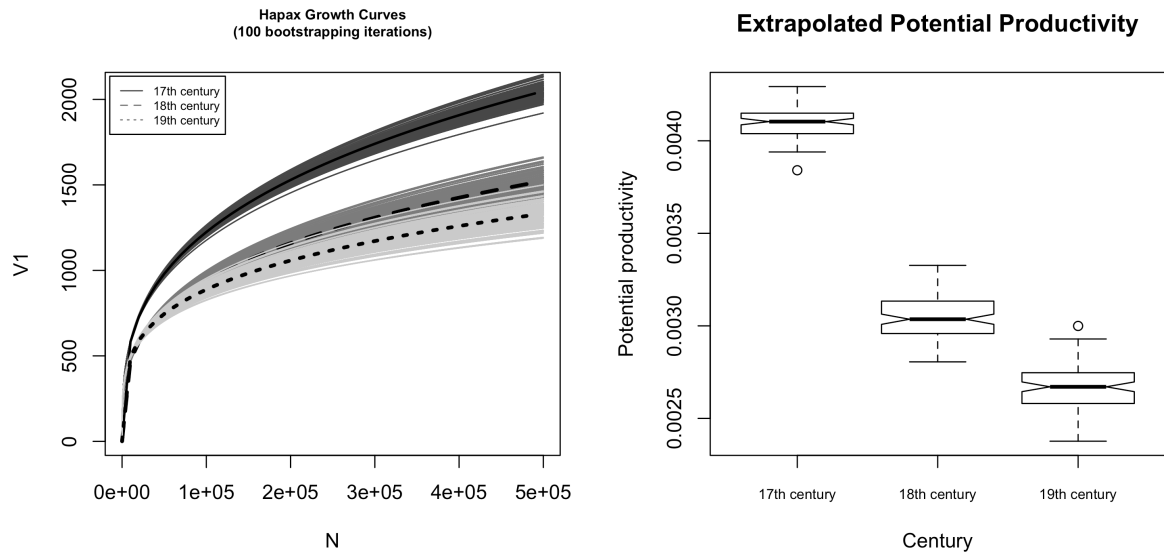 Hapax Growth Curves
(100 bootstrapping iterations)
17th century
18th century
19th century
V1
2000
1500
1000
500
0
0e+00 1e+05 2e+05 3e+05 4e+05 5e+05
N
Extrapolated Potential Productivity
Potential productivity
0.0040
0.0035
0.0030
0.0025
17th century 18th century 19th century
Century